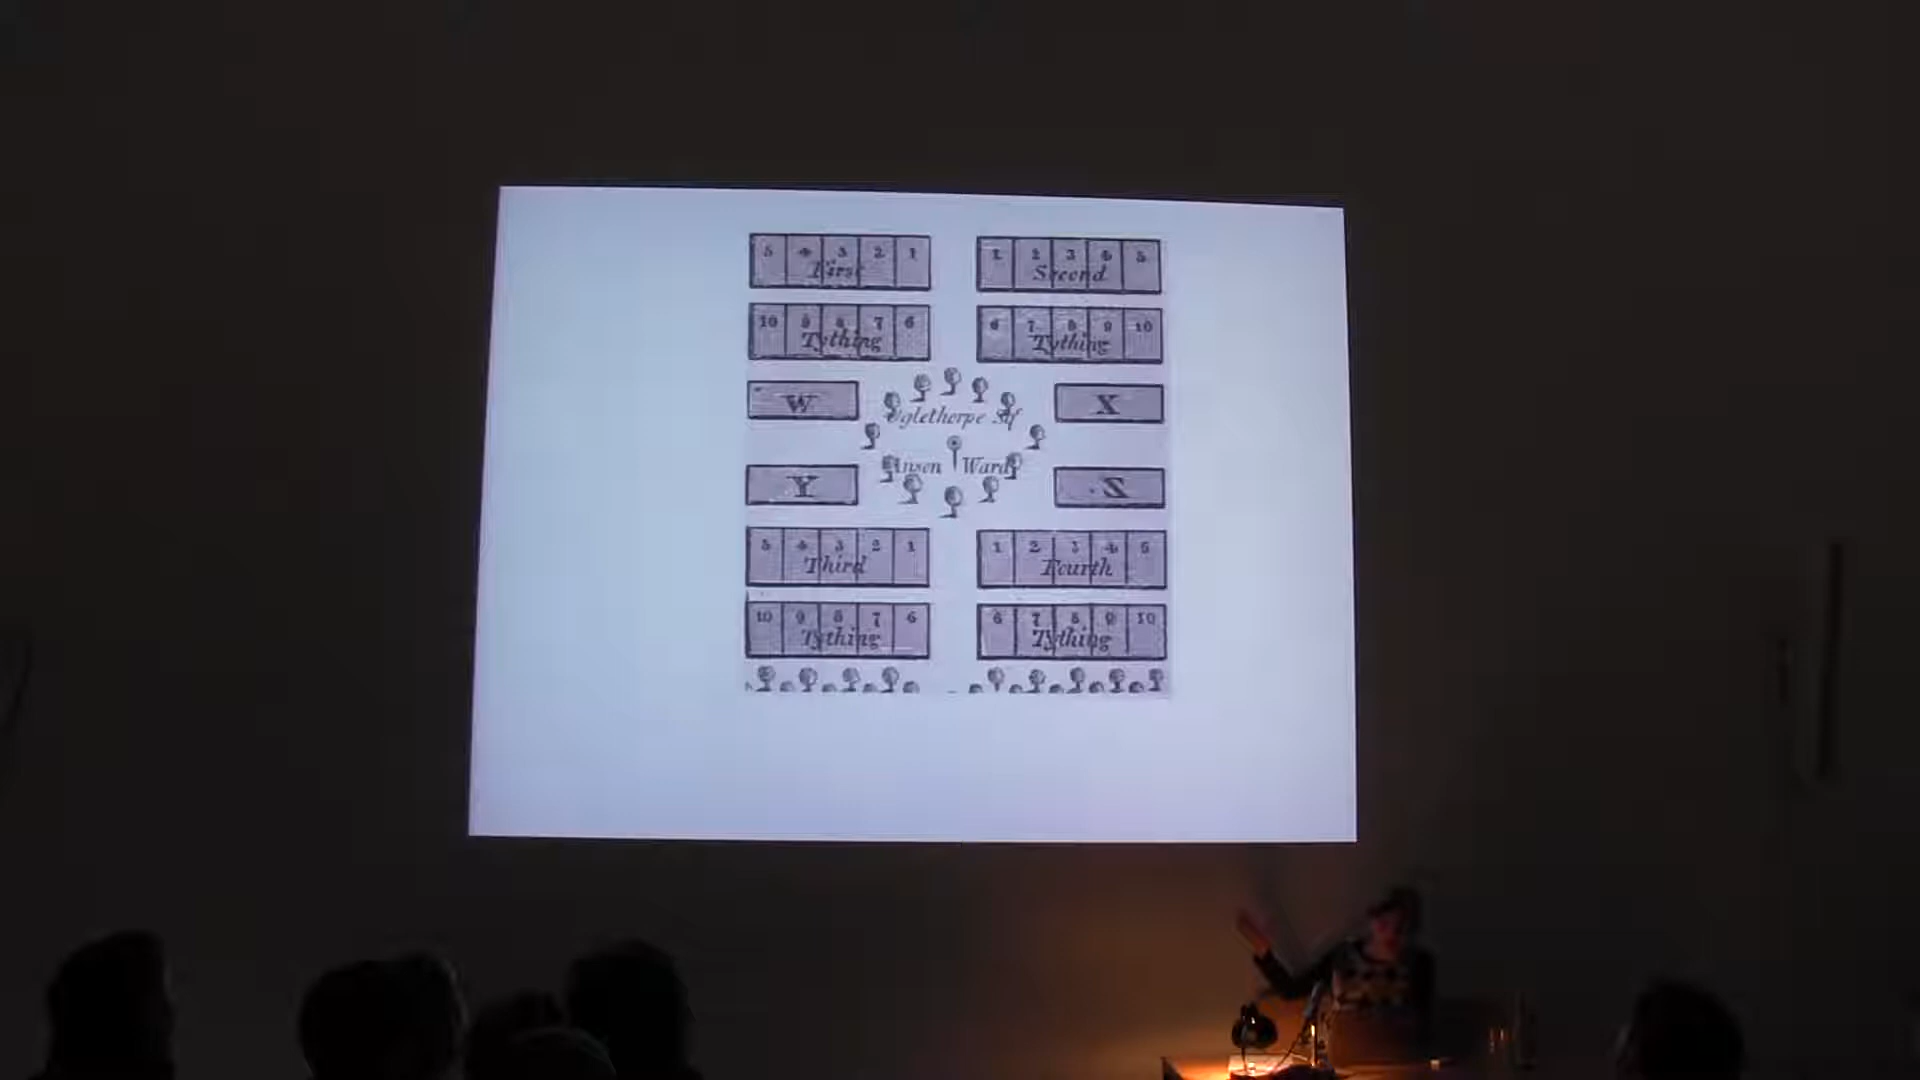 5 4 3 2 1
First
1 2 3 4 5
Second
10 9 8 7 6
Tything
6 7 8 9 10
Tything
W
X
Oglethorpe Sq
Anson Ward
Y
Z
5 4 3 2 1
Third
1 2 3 4 5
Fourth
10 9 8 7 6
Tything
6 7 8 9 10
Tything